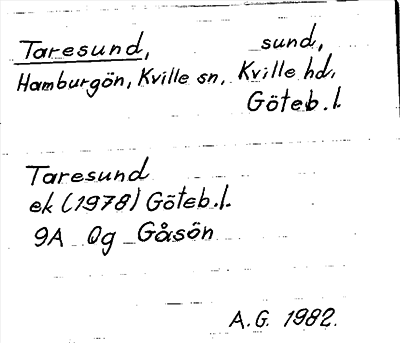 Taresund, sund,
Hamburgön, Kville sn, Kville hd,
Göteb.l.
Taresund
ek (1978) Göteb.l.
9A 0g Gåsön
A.G. 1982.